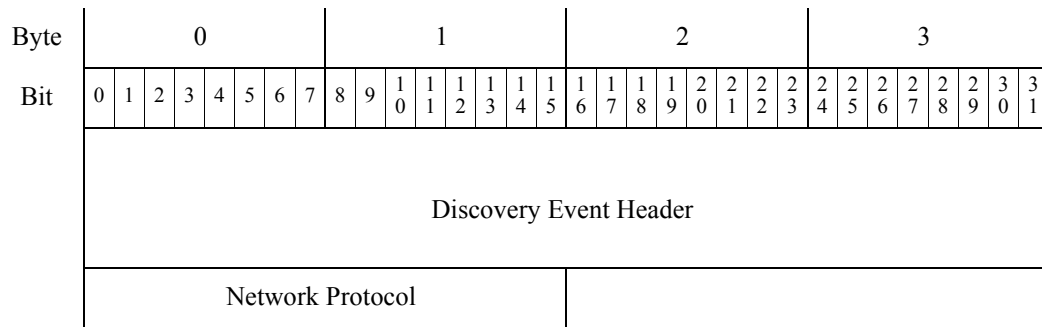 Byte 0 1 2 3
Bit 0 1 2 3 4 5 6 7 8 9 10 11 12 13 14 15 16 17 18 19 20 21 22 23 24 25 26 27 28 29 30 31
Discovery Event Header
Network Protocol